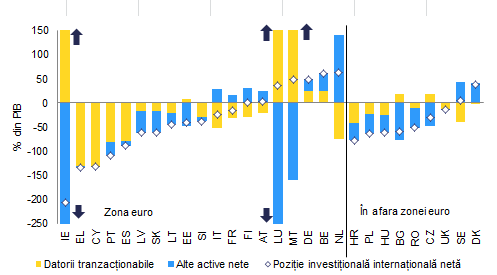 % din PIB
150
100
50
0
-50
-100
-150
-200
-250
Zona euro
În afara zonei euro
IE EL CY PT ES LV SK LT EE SI IT FR FI AT LU MT DE BE NL HR PL HU BG RO CZ UK SE DK
Datorii tranzacționabile Alte active nete Poziție investițională internațională netă